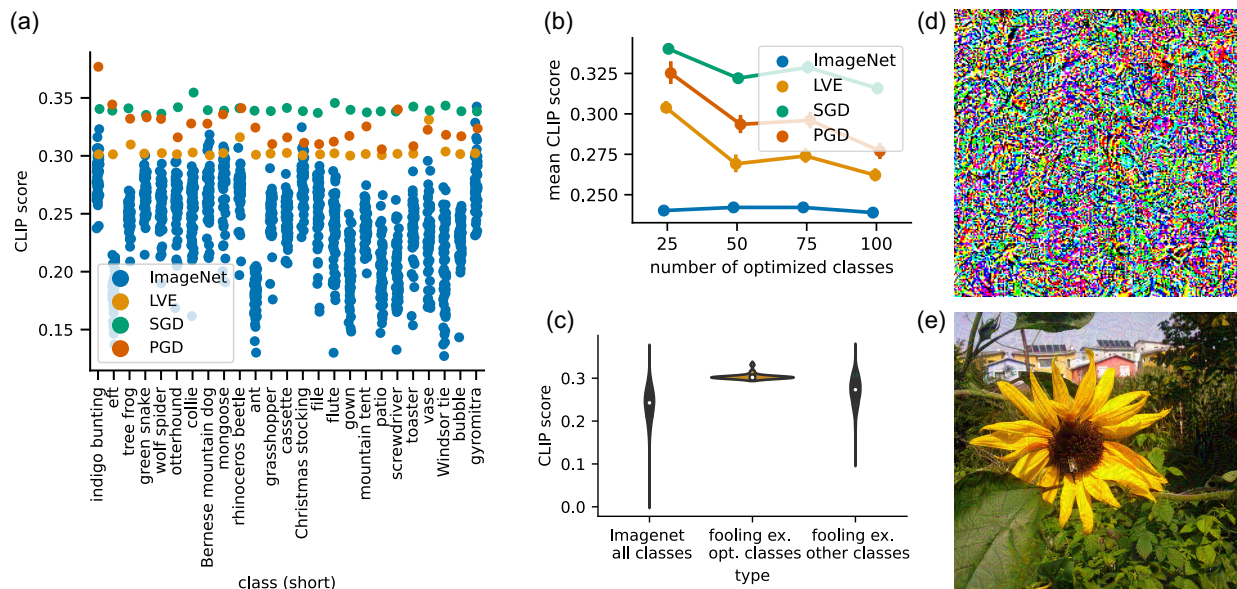 (a)
CLIP score
0.35
0.30
0.25
0.20
0.15
ImageNet
LVE
SGD
PGD
indigo bunting
eft
tree frog
green snake
wolf spider
otterhound
collie
Bernese mountain dog
mongoose
rhinoceros beetle
ant
grasshopper
cassette
Christmas stocking
file
flute
gown
mountain tent
patio
screwdriver
toaster
vase
Windsor tie
bubble
gyromitra
class (short)
(b)
mean CLIP score
0.325
0.300
0.275
0.250
ImageNet
LVE
SGD
PGD
25 50 75 100
number of optimized classes
(c)
CLIP score
0.3
0.2
0.1
0.0
Imagenet fooling ex. fooling ex.
all classes opt. classes other classes
type
(d)
(e)